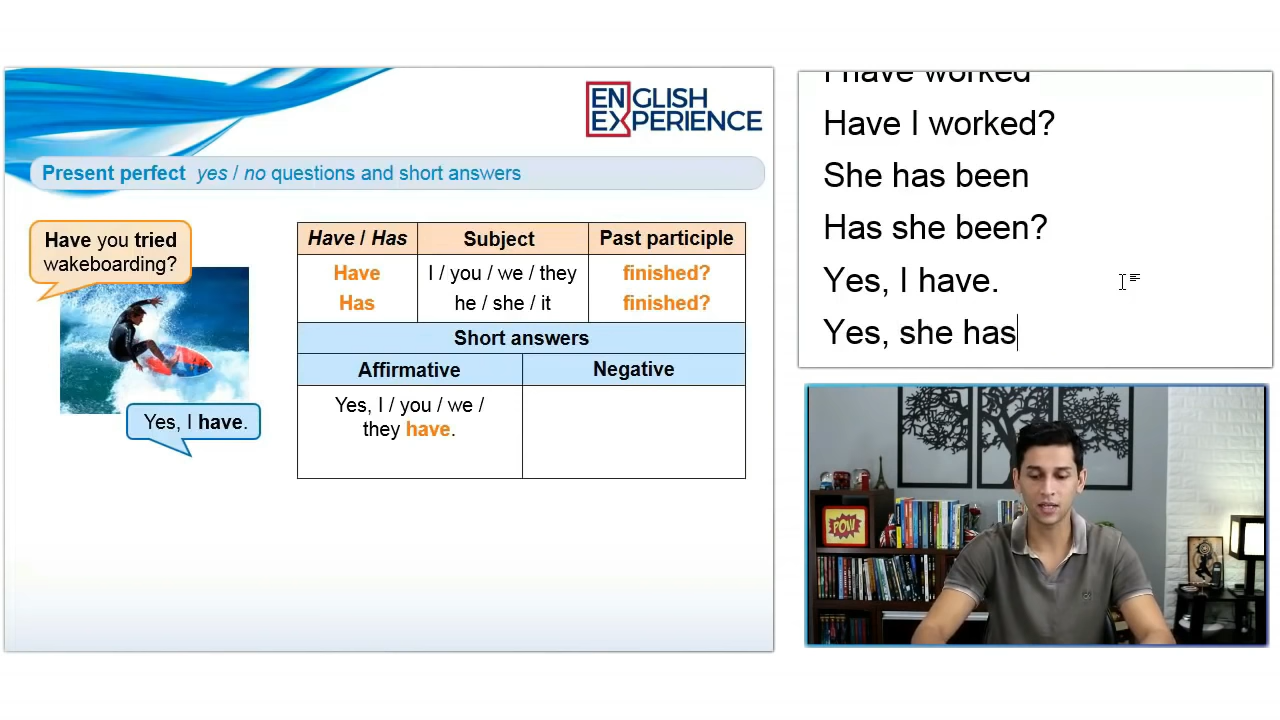 ENGLISH
EXPERIENCE
Present perfect yes / no questions and short answers
Have you tried
wakeboarding?
Yes, I have.
Have / Has Subject Past participle
Have I / you / we / they finished?
Has he / she / it finished?
Short answers
Affirmative Negative
Yes, I / you / we /
they have.
I have worked
Have I worked?
She has been
Has she been?
Yes, I have.
Yes, she has
POW